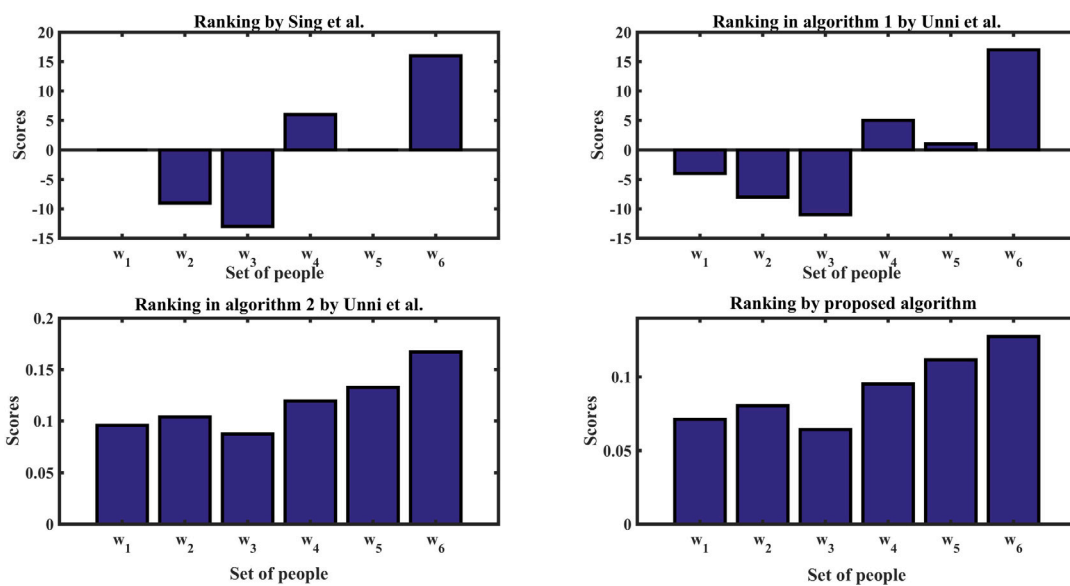 Ranking by Sing et al.
20
15
10
5
0
-5
-10
-15
Scores
w1 w2 w3 w4 w5 w6
Set of people
Ranking in algorithm 1 by Unni et al.
20
15
10
5
0
-5
-10
-15
Scores
w1 w2 w3 w4 w5 w6
Set of people
Ranking in algorithm 2 by Unni et al.
0.2
0.15
0.1
0.05
0
Scores
w1 w2 w3 w4 w5 w6
Set of people
Ranking by proposed algorithm
0.1
0.05
0
Scores
w1 w2 w3 w4 w5 w6
Set of people